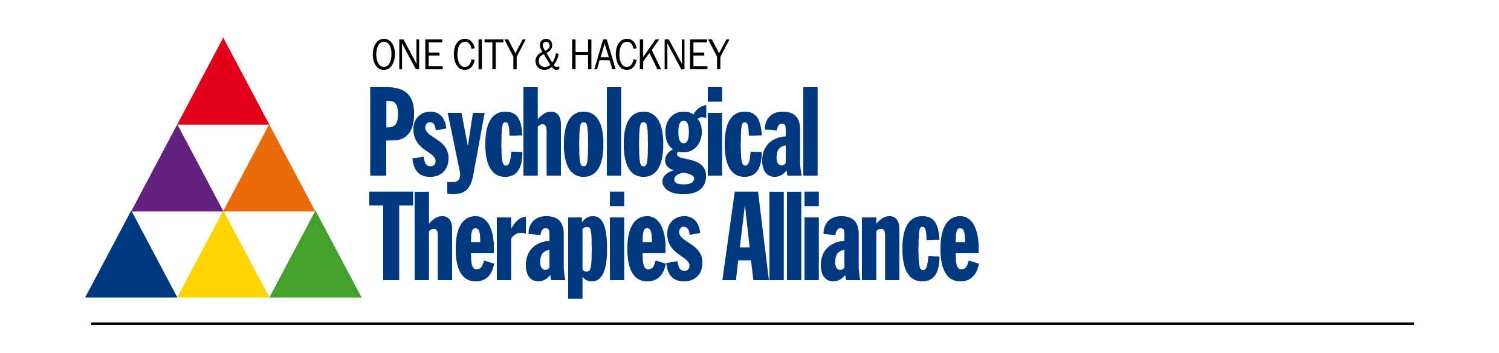 ONE CITY & HACKNEY
Psychological
Therapies Alliance